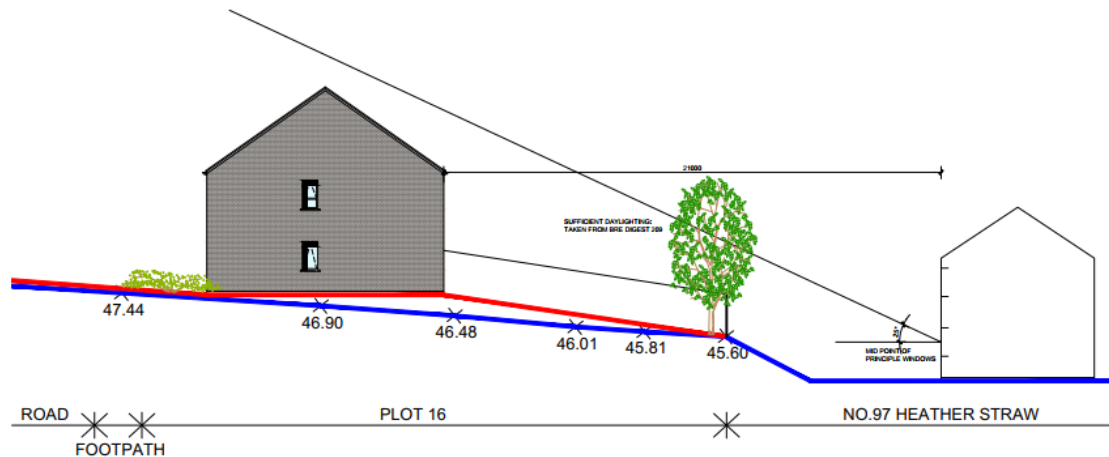 21000
SUFFICIENT DAYLIGHTING:
TAKEN FROM BRE DIGEST 209
47.44
46.90
46.48
46.01
45.81
45.60
25°
MID POINT OF
PRINCIPLE WINDOWS
ROAD
FOOTPATH
PLOT 16
NO.97 HEATHER STRAW